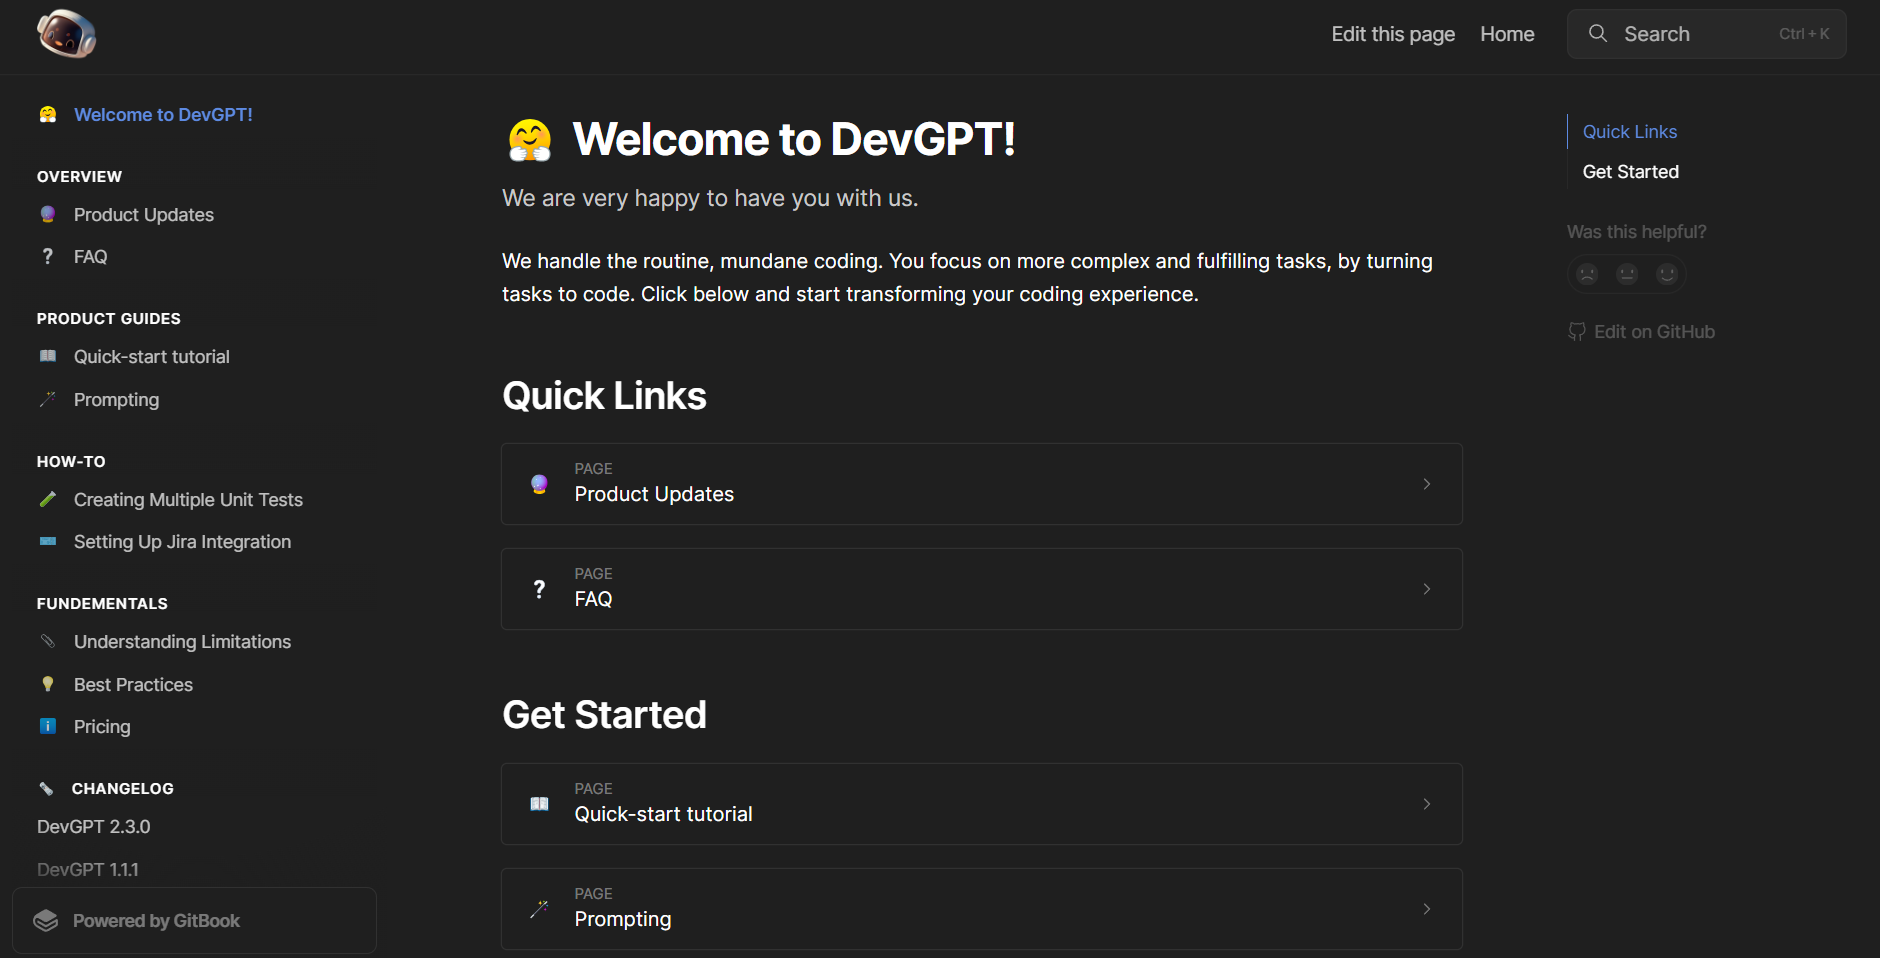 Edit this page
Home
Search
Ctrl + K
Welcome to DevGPT!
OVERVIEW
Product Updates
FAQ
PRODUCT GUIDES
Quick-start tutorial
Prompting
HOW-TO
Creating Multiple Unit Tests
Setting Up Jira Integration
FUNDEMENTALS
Understanding Limitations
Best Practices
Pricing
CHANGELOG
DevGPT 2.3.0
DevGPT 1.1.1
Powered by GitBook
Welcome to DevGPT!
We are very happy to have you with us.
We handle the routine, mundane coding. You focus on more complex and fulfilling tasks, by turning
tasks to code. Click below and start transforming your coding experience.
Quick Links
PAGE
Product Updates
PAGE
FAQ
Get Started
PAGE
Quick-start tutorial
PAGE
Prompting
Quick Links
Get Started
Was this helpful?
Edit on GitHub